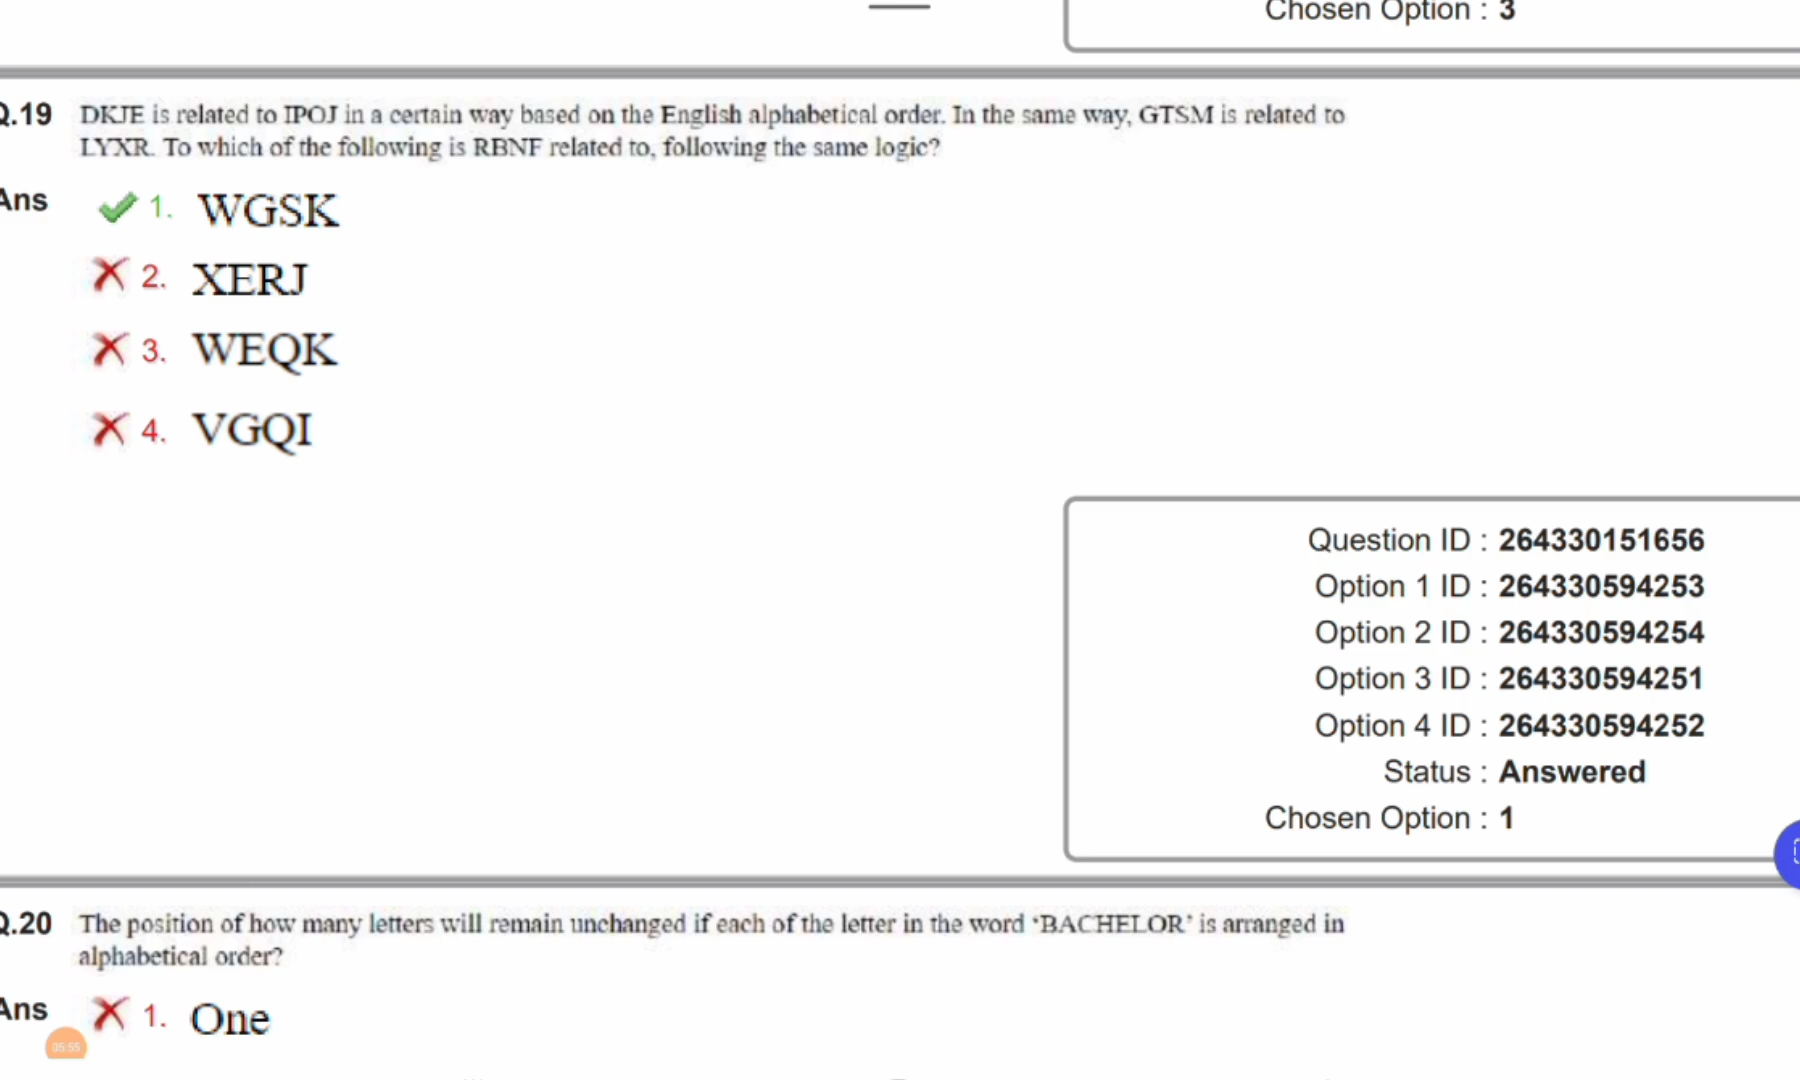 Chosen Option : 3
Q.19 DKJE is related to IPOJ in a certain way based on the English alphabetical order. In the same way, GTSM is related to
LYXR. To which of the following is RBNF related to, following the same logic?
Ans 1. WGSK
2. XERJ
3. WEQK
4. VGQI
Question ID : 264330151656
Option 1 ID : 264330594253
Option 2 ID : 264330594254
Option 3 ID : 264330594251
Option 4 ID : 264330594252
Status : Answered
Chosen Option : 1
Q.20 The position of how many letters will remain unchanged if each of the letter in the word ‘BACHELOR’ is arranged in
alphabetical order?
Ans 1. One
05:55